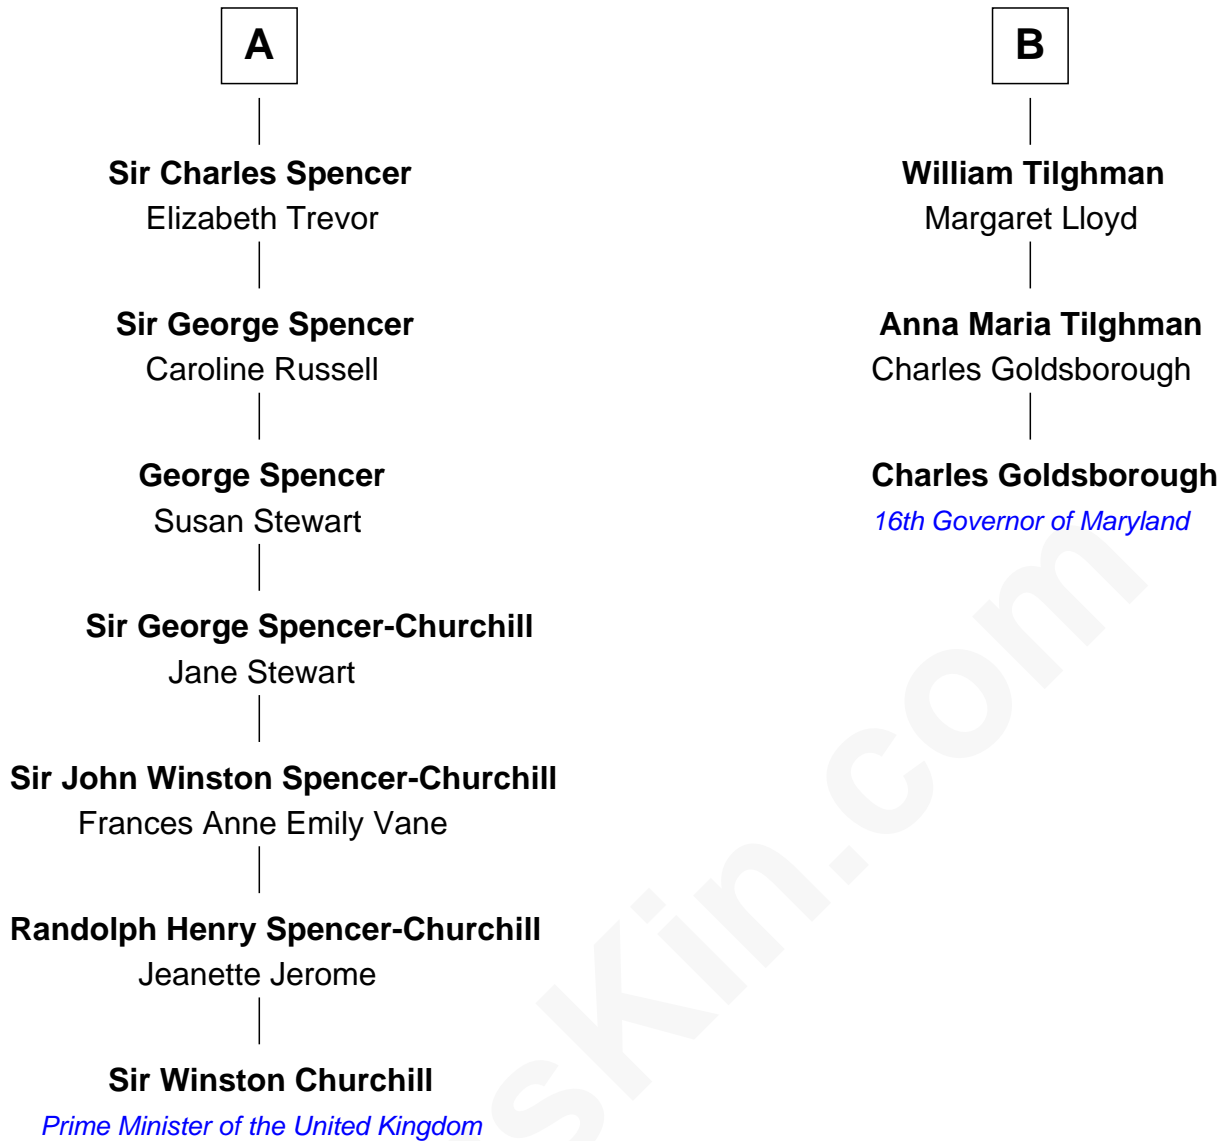 A
Sir Charles Spencer
Elizabeth Trevor
Sir George Spencer
Caroline Russell
George Spencer
Susan Stewart
Sir George Spencer-Churchill
Jane Stewart
Sir John Winston Spencer-Churchill
Frances Anne Emily Vane
Randolph Henry Spencer-Churchill
Jeanette Jerome
Sir Winston Churchill
Prime Minister of the United Kingdom
B
William Tilghman
Margaret Lloyd
Anna Maria Tilghman
Charles Goldsborough
Charles Goldsborough
16th Governor of Maryland
sKin.com